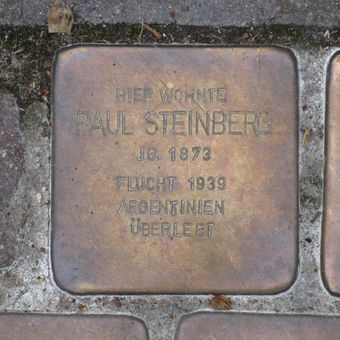 HIER WOHNTE
PAUL STEINBERG
JG. 1873
FLUCHT 1939
ARGENTINIEN
ÜBERLEBT